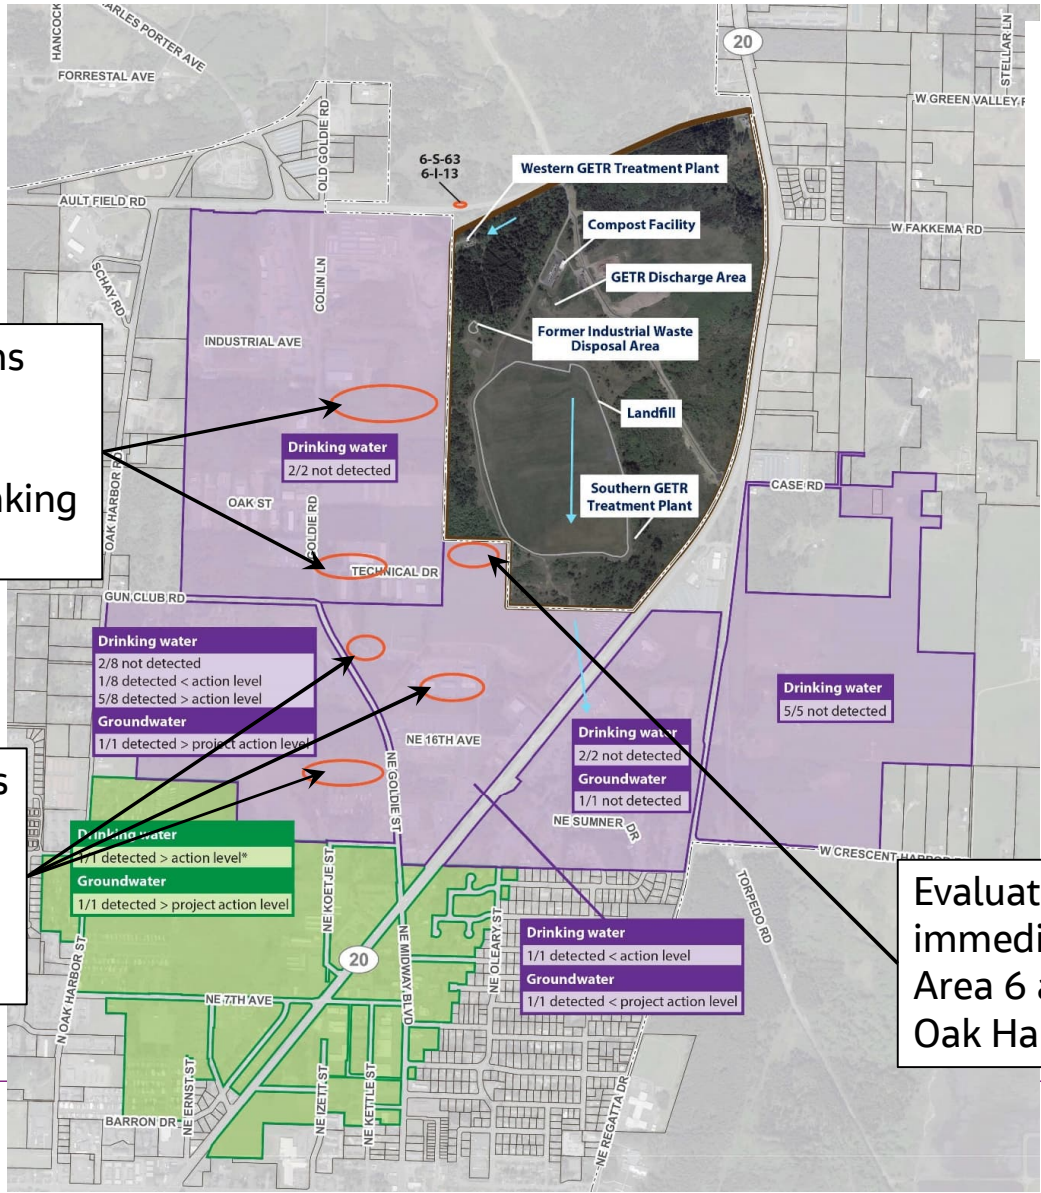 HANCOCK
CHARLES PORTER AVE
FORRESTAL AVE
20
STELLAR LN
W GREEN VALLEY
OLD GOLDIE RD
6-S-63
6-I-13
Western GETR Treatment Plant
AULT FIELD RD
Compost Facility
W FAKKEMA RD
SCHAY RD
COLIN LN
GETR Discharge Area
Former Industrial Waste
Disposal Area
INDUSTRIAL AVE
Landfill
Drinking water
2/2 not detected
OAK HARBOR RD
OAK ST
GOLDIE RD
Southern GETR
Treatment Plant
CASE RD
TECHNICAL DR
GUN CLUB RD
Drinking water
2/8 not detected
1/8 detected < action level
5/8 detected > action level
Groundwater
1/1 detected > project action level
Drinking water
5/5 not detected
NE 16TH AVE
Drinking water
2/2 not detected
Groundwater
1/1 not detected
NE GOLDIE ST
NE SUMNER DR
Drinking water
1/1 detected > action level*
Groundwater
1/1 detected > project action level
W CRESCENT HARBOR
NE KOETJE ST
TORPEDO RD
Evaluat
immedi
Area 6 a
Oak Ha
NE OLEARY ST
Drinking water
1/1 detected < action level
Groundwater
1/1 detected < project action level
N OAK HARBOR ST
20
NE MIDWAY BLVD
NE 7TH AVE
NE ERNST ST
NE IZETT ST
NE KETTLE ST
BARRON DR
NE REGATTA DR